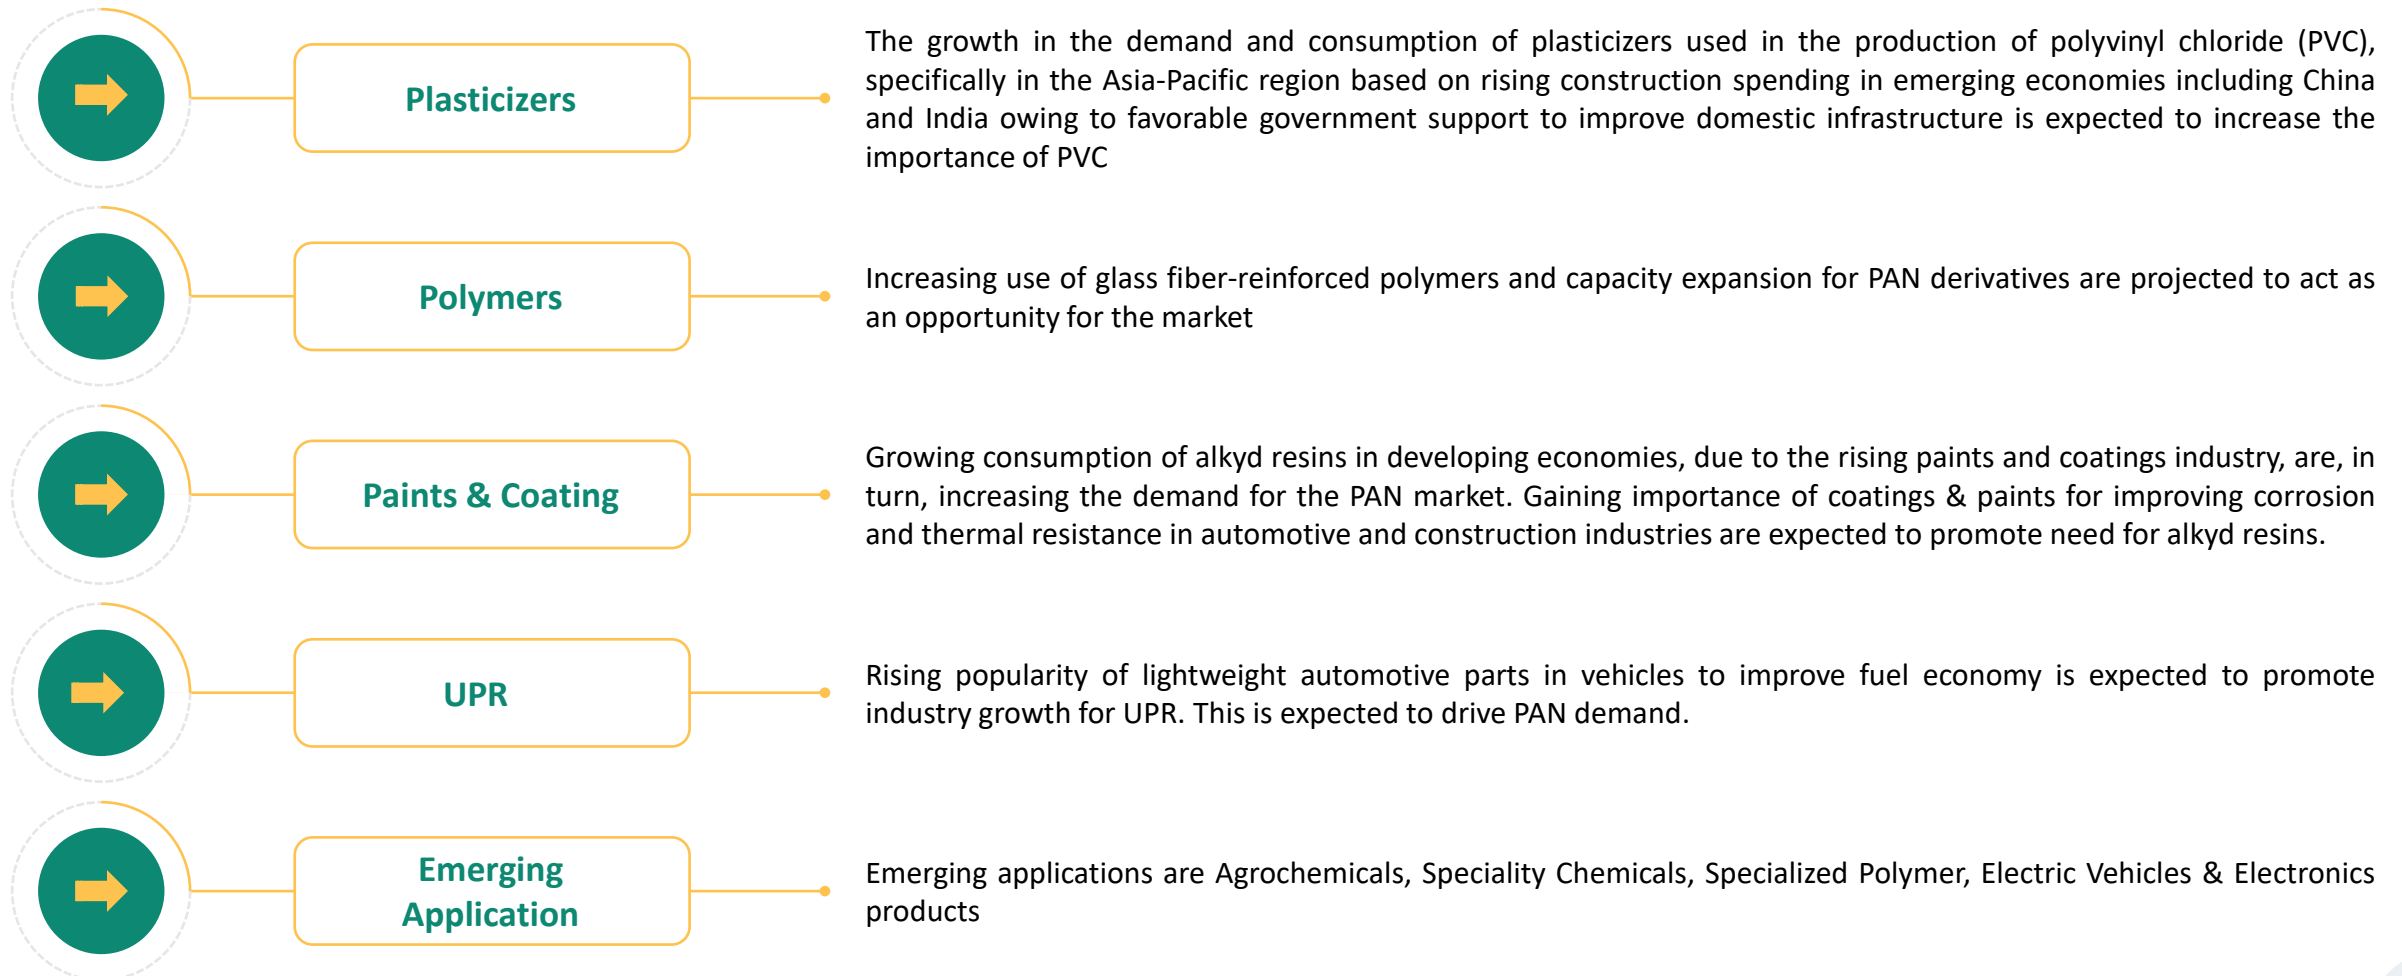 Plasticizers
The growth in the demand and consumption of plasticizers used in the production of polyvinyl chloride (PVC),
specifically in the Asia-Pacific region based on rising construction spending in emerging economies including China
and India owing to favorable government support to improve domestic infrastructure is expected to increase the
importance of PVC
Polymers
Increasing use of glass fiber-reinforced polymers and capacity expansion for PAN derivatives are projected to act as
an opportunity for the market
Paints & Coating
Growing consumption of alkyd resins in developing economies, due to the rising paints and coatings industry, are, in
turn, increasing the demand for the PAN market. Gaining importance of coatings & paints for improving corrosion
and thermal resistance in automotive and construction industries are expected to promote need for alkyd resins.
UPR
Rising popularity of lightweight automotive parts in vehicles to improve fuel economy is expected to promote
industry growth for UPR. This is expected to drive PAN demand.
Emerging
Application
Emerging applications are Agrochemicals, Speciality Chemicals, Specialized Polymer, Electric Vehicles & Electronics
products